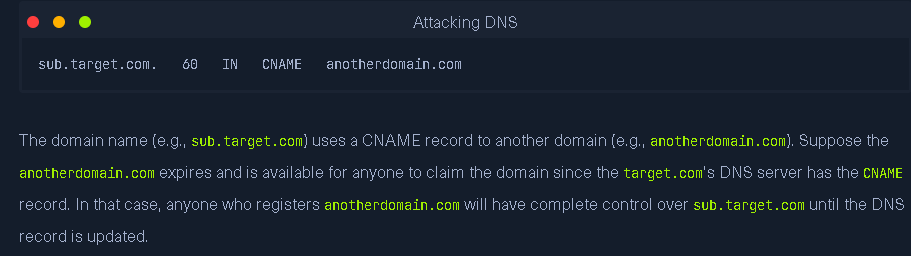 Attacking DNS
sub.target.com.   60   IN   CNAME   anotherdomain.com
The domain name (e.g., sub.target.com) uses a CNAME record to another domain (e.g., anotherdomain.com). Suppose the
anotherdomain.com expires and is available for anyone to claim the domain since the target.com's DNS server has the CNAME
record. In that case, anyone who registers anotherdomain.com will have complete control over sub.target.com until the DNS
record is updated.